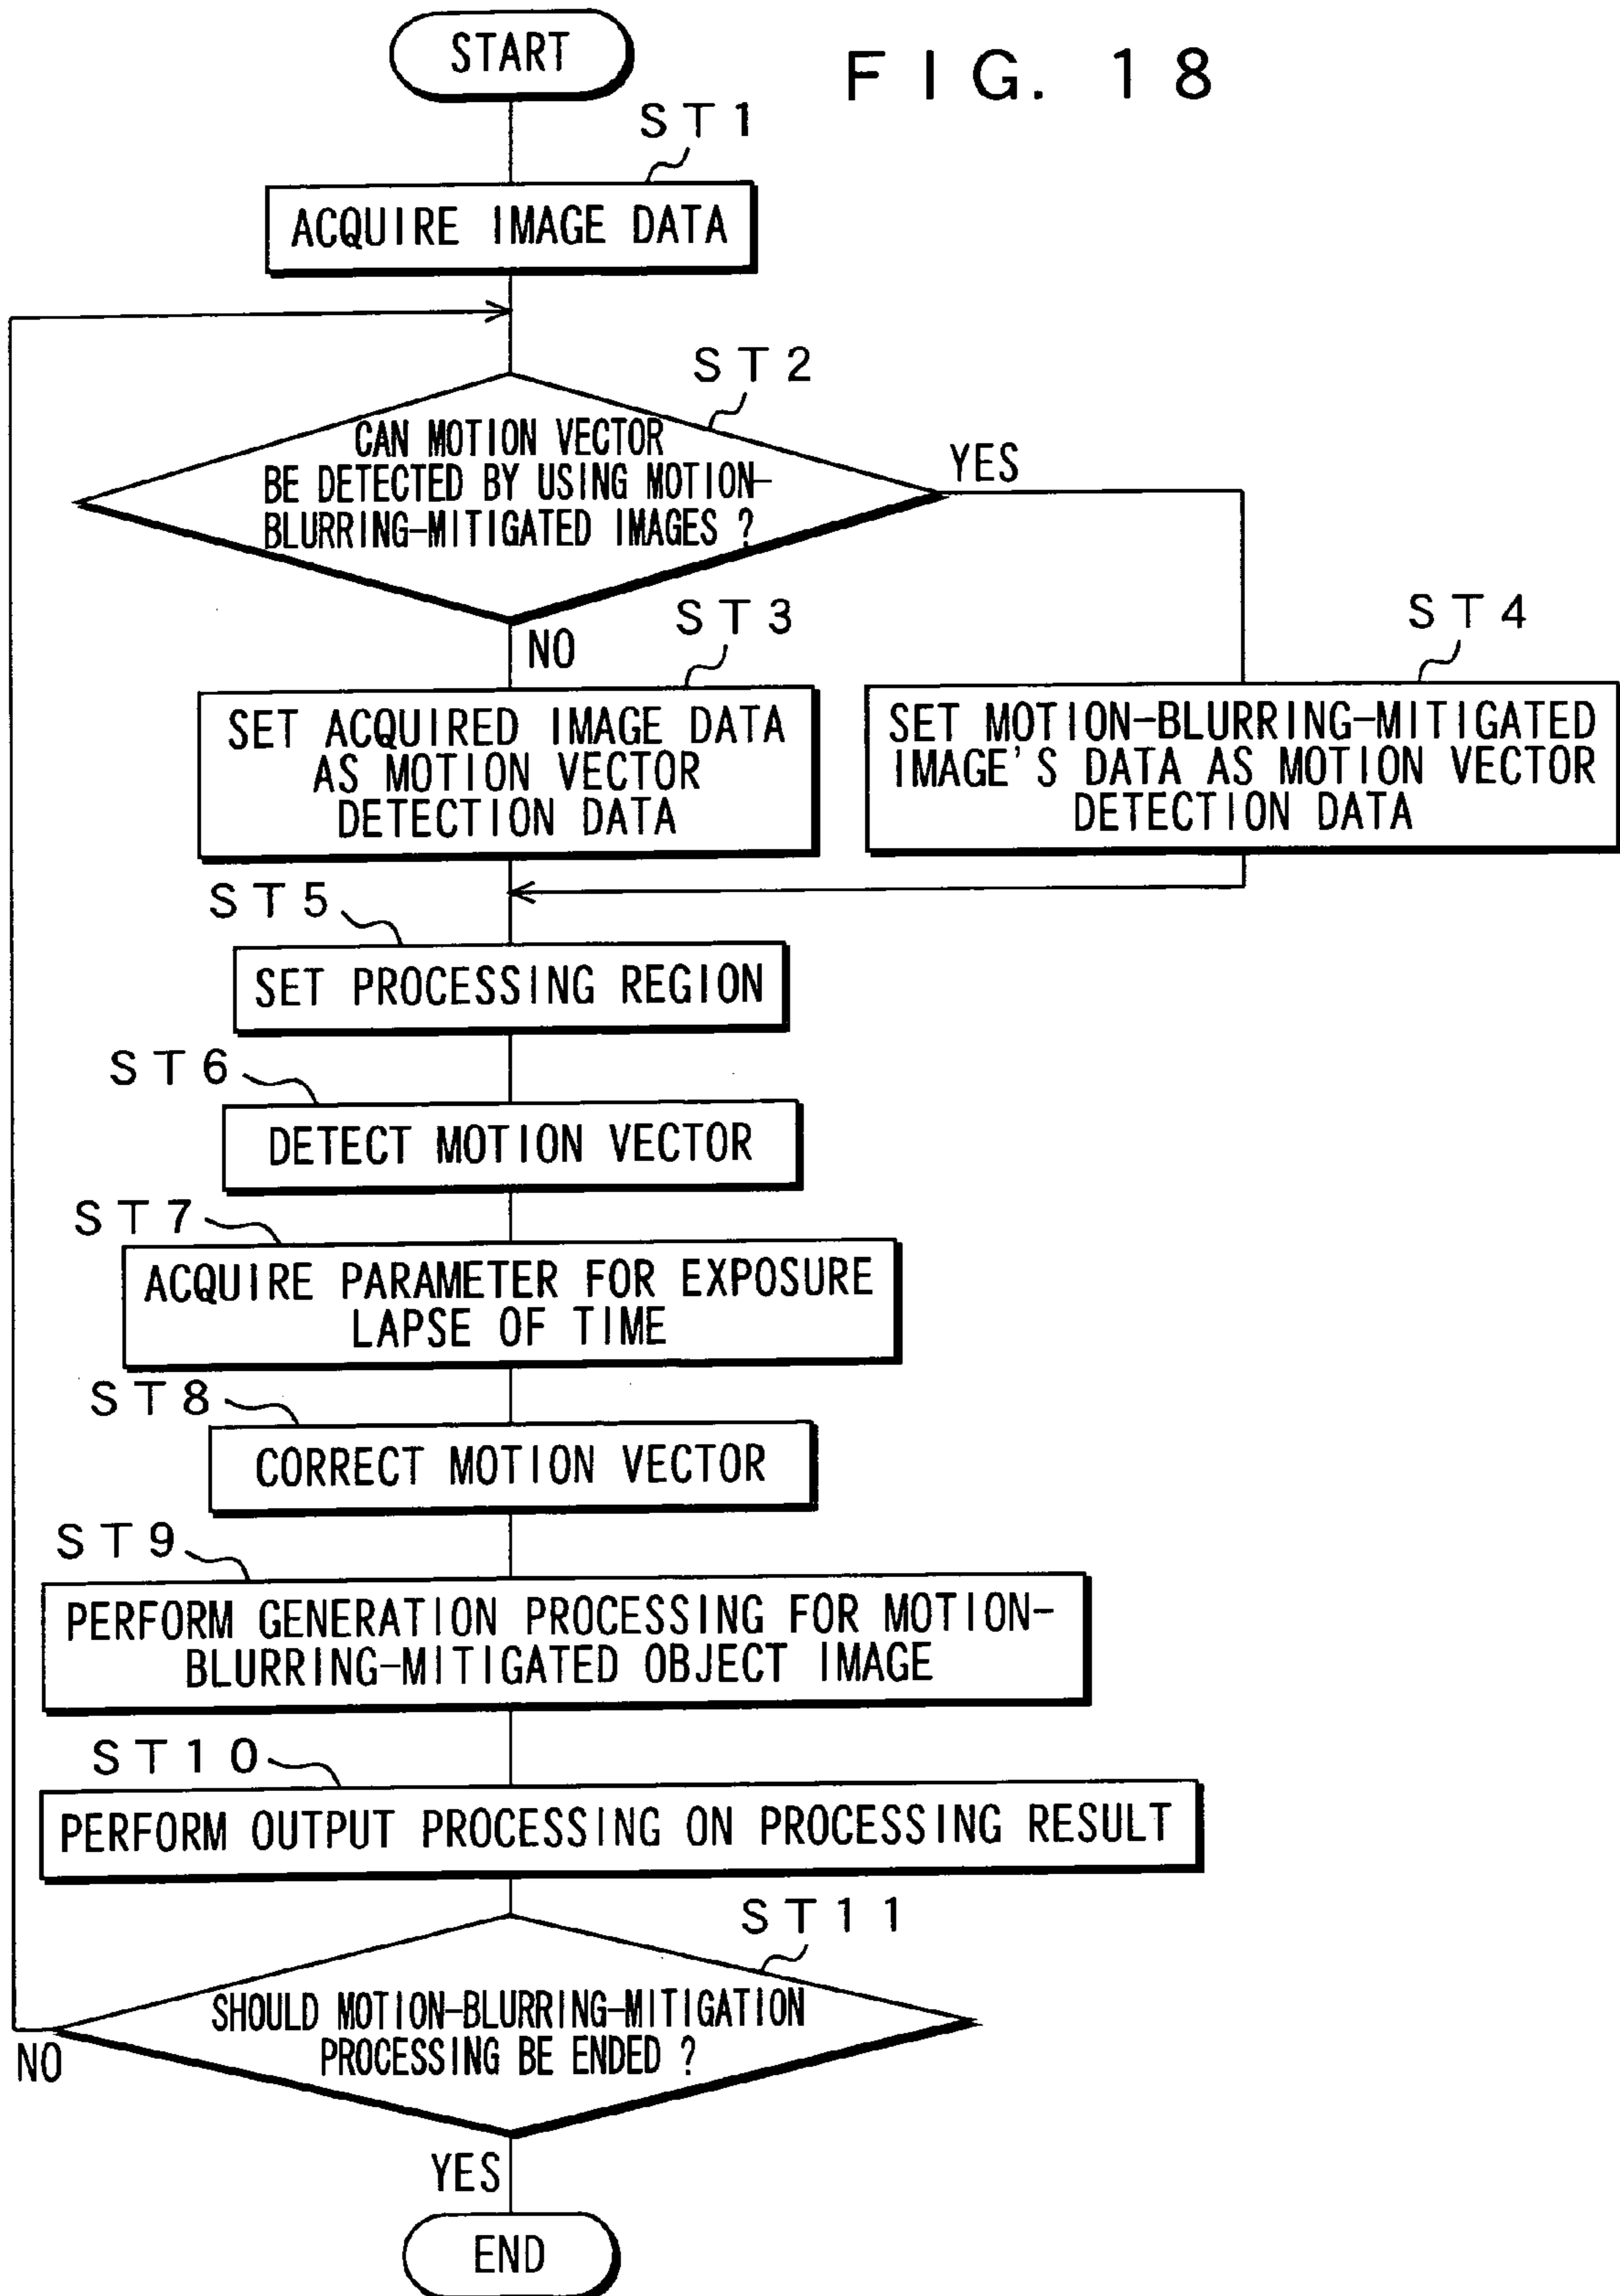 START
FIG. 18
ST1
ACQUIRE IMAGE DATA
ST2
CAN MOTION VECTOR
BE DETECTED BY USING MOTION-
BLURRING-MITIGATED IMAGES ?
YES
NO
ST3
SET ACQUIRED IMAGE DATA
AS MOTION VECTOR
DETECTION DATA
ST4
SET MOTION-BLURRING-MITIGATED
IMAGE'S DATA AS MOTION VECTOR
DETECTION DATA
ST5
SET PROCESSING REGION
ST6
DETECT MOTION VECTOR
ST7
ACQUIRE PARAMETER FOR EXPOSURE
LAPSE OF TIME
ST8
CORRECT MOTION VECTOR
ST9
PERFORM GENERATION PROCESSING FOR MOTION-
BLURRING-MITIGATED OBJECT IMAGE
ST10
PERFORM OUTPUT PROCESSING ON PROCESSING RESULT
ST11
SHOULD MOTION-BLURRING-MITIGATION
PROCESSING BE ENDED ?
NO
YES
END